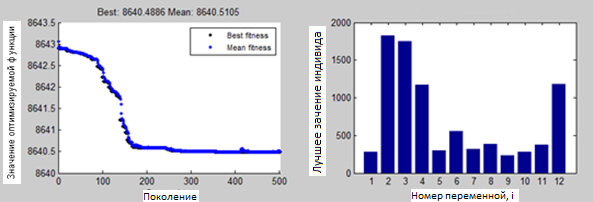 Best: 8640.4886 Mean: 8640.5105
Значение оптимизируемой функции
8643.5
8643
8642.5
8642
8641.5
8641
8640.5
8640
0 100 200 300 400 500
Поколение
Best fitness
Mean fitness
Лучшее зачение индивида
2000
1500
1000
500
0
1 2 3 4 5 6 7 8 9 10 11 12
Номер переменной, i